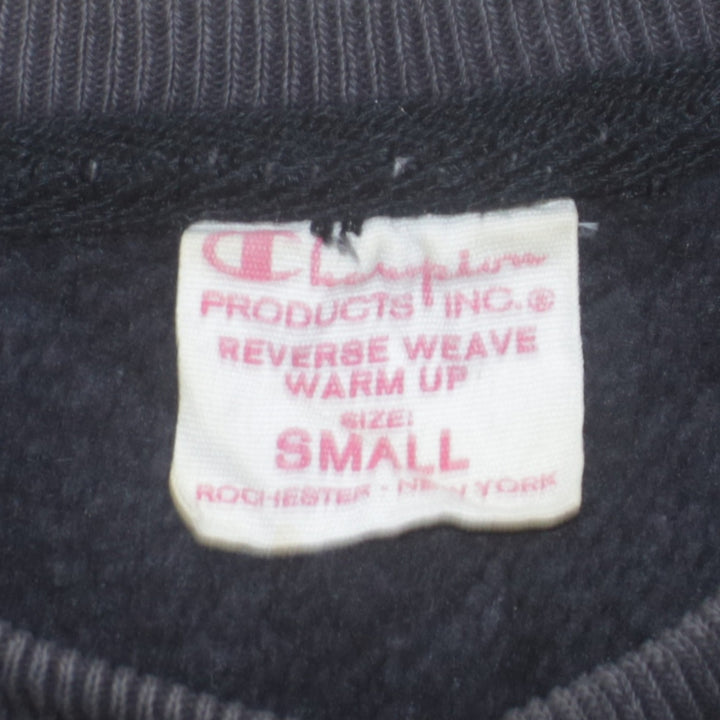 Champion
PRODUCTS INC.®
REVERSE WEAVE
WARM UP
SIZE:
SMALL
ROCHESTER - NEW YORK